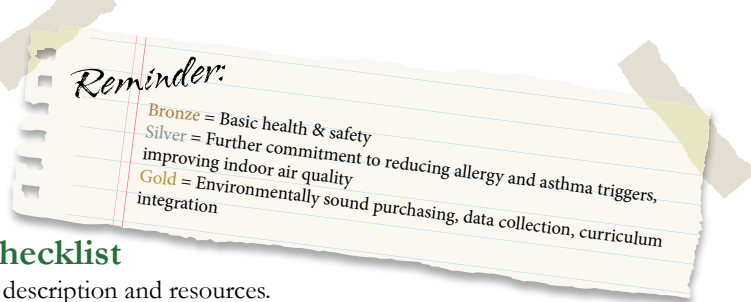 Reminder:
Bronze = Basic health & safety
Silver = Further commitment to reducing allergy and asthma triggers,
improving indoor air quality
Gold = Environmentally sound purchasing, data collection, curriculum
integration
description and resources.